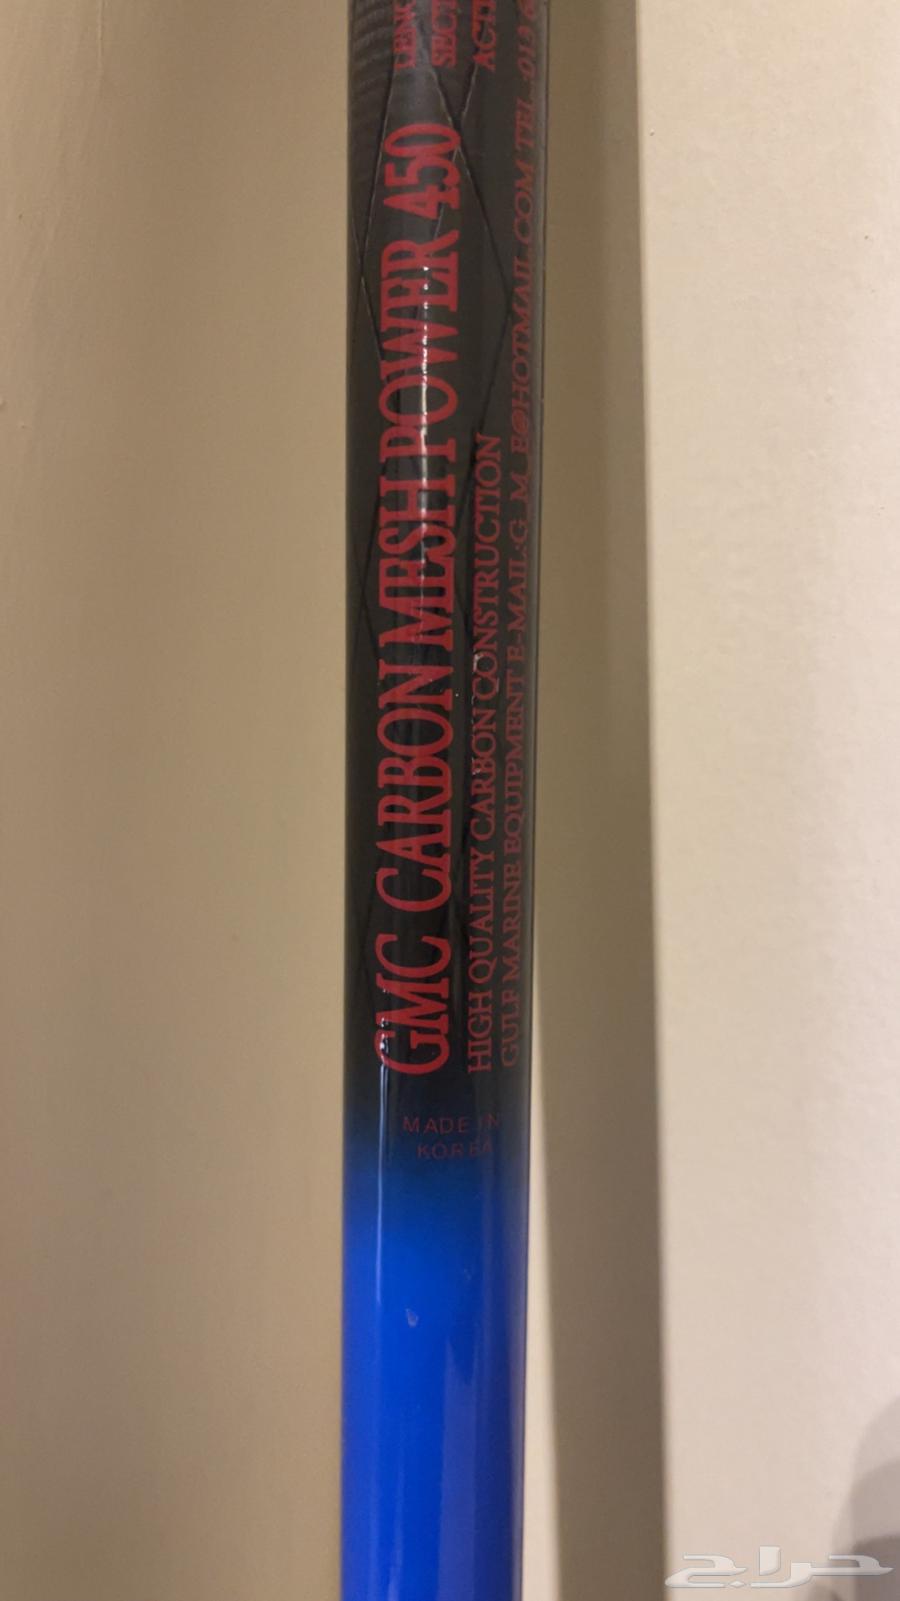 GMC CARBON MESH POWER 450
HIGH QUALITY CARBON CONSTRUCTION
GULF MARINE EQUIPMENT E-MAIL:G_M_E@HOTMAIL.COM TEL :013
MADE IN
KOREA
حراج